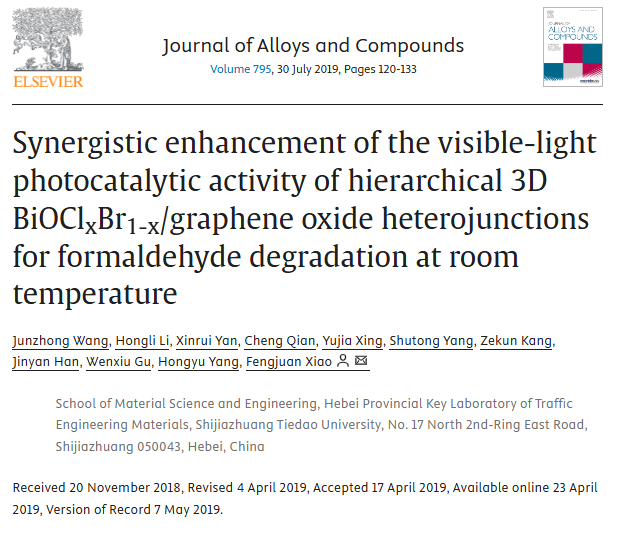 ELSEVIER
Journal of Alloys and Compounds
Volume 795, 30 July 2019, Pages 120-133
JOURNAL OF
ALLOYS AND
COMPOUNDS
Synergistic enhancement of the visible-light
photocatalytic activity of hierarchical 3D
BiOClxBr1-x/graphene oxide heterojunctions
for formaldehyde degradation at room
temperature
Junzhong Wang, Hongli Li, Xinrui Yan, Cheng Qian, Yujia Xing, Shutong Yang, Zekun Kang,
Jinyan Han, Wenxiu Gu, Hongyu Yang, Fengjuan Xiao
School of Material Science and Engineering, Hebei Provincial Key Laboratory of Traffic
Engineering Materials, Shijiazhuang Tiedao University, No. 17 North 2nd-Ring East Road,
Shijiazhuang 050043, Hebei, China
Received 20 November 2018, Revised 4 April 2019, Accepted 17 April 2019, Available online 23 April
2019, Version of Record 7 May 2019.